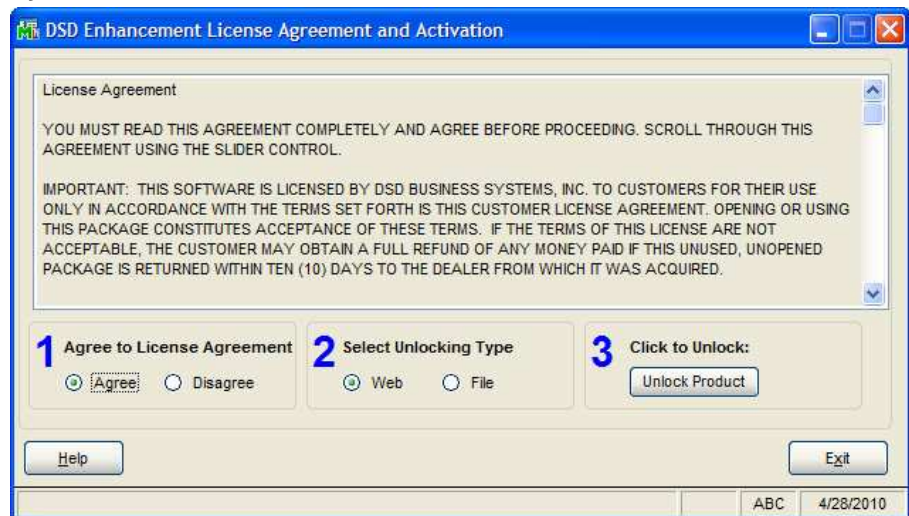 DSD Enhancement License Agreement and Activation
License Agreement
YOU MUST READ THIS AGREEMENT COMPLETELY AND AGREE BEFORE PROCEEDING. SCROLL THROUGH THIS
AGREEMENT USING THE SLIDER CONTROL.
IMPORTANT: THIS SOFTWARE IS LICENSED BY DSD BUSINESS SYSTEMS, INC. TO CUSTOMERS FOR THEIR USE
ONLY IN ACCORDANCE WITH THE TERMS SET FORTH IS THIS CUSTOMER LICENSE AGREEMENT. OPENING OR USING
THIS PACKAGE CONSTITUTES ACCEPTANCE OF THESE TERMS. IF THE TERMS OF THIS LICENSE ARE NOT
ACCEPTABLE, THE CUSTOMER MAY OBTAIN A FULL REFUND OF ANY MONEY PAID IF THIS UNUSED, UNOPENED
PACKAGE IS RETURNED WITHIN TEN (10) DAYS TO THE DEALER FROM WHICH IT WAS ACQUIRED.
1 Agree to License Agreement
Agree Disagree
2 Select Unlocking Type
Web File
3 Click to Unlock:
Unlock Product
Help Exit
ABC 4/28/2010